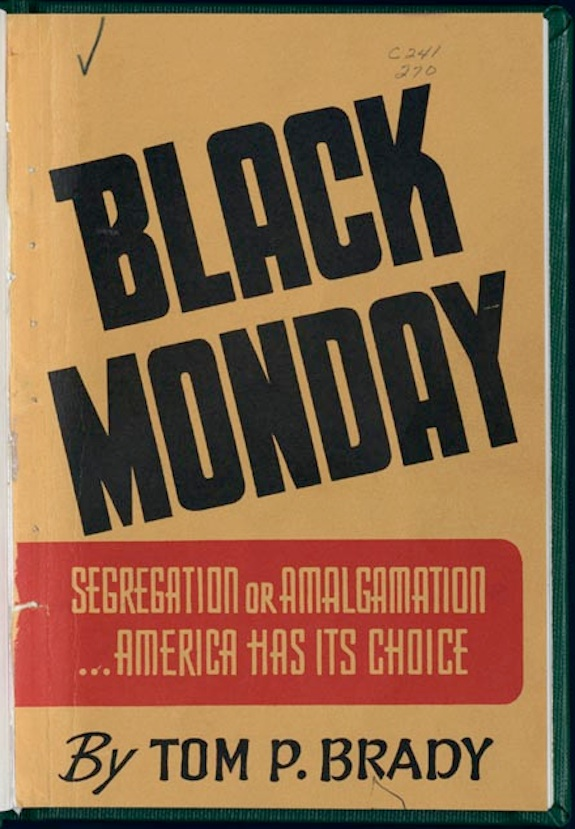 C241
270
BLACK
MONDAY
SEGREGATION OR AMALGAMATION
...AMERICA HAS ITS CHOICE
By TOM P. BRADY